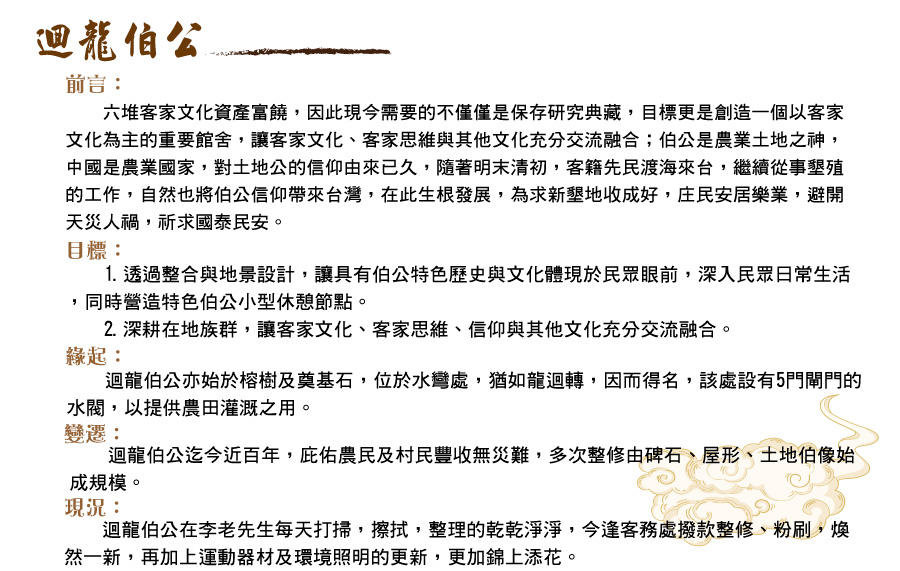 迴龍伯公
前言：
六堆客家文化資產富饒，因此現今需要的不僅僅是保存研究典藏，目標更是創造一個以客家
文化為主的重要館舍，讓客家文化、客家思維與其他文化充分交流融合；伯公是農業土地之神，
中國是農業國家，對土地公的信仰由來已久，隨著明末清初，客籍先民渡海來台，繼續從事墾殖
的工作，自然也將伯公信仰帶來台灣，在此生根發展，為求新墾地收成好，庄民安居樂業，避開
天災人禍，祈求國泰民安。
目標：
1. 透過整合與地景設計，讓具有伯公特色歷史與文化體現於民眾眼前，深入民眾日常生活
，同時營造特色伯公小型休憩節點。
2. 深耕在地族群，讓客家文化、客家思維、信仰與其他文化充分交流融合。
緣起：
迴龍伯公亦始於榕樹及奠基石，位於水彎處，猶如龍迴轉，因而得名，該處設有5門閘門的
水閥，以提供農田灌溉之用。
變遷：
迴龍伯公迄今近百年，庇佑農民及村民豐收無災難，多次整修由碑石、屋形、土地伯像始
成規模。
現況：
迴龍伯公在李老先生每天打掃，擦拭，整理的乾乾淨淨，今逢客務處撥款整修、粉刷，煥
然一新，再加上運動器材及環境照明的更新，更加錦上添花。